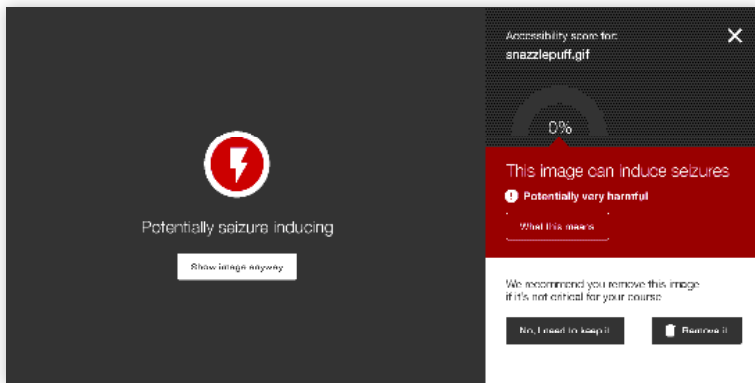 Potentially seizure inducing
Show image anyway
Accessibility score for:
snazzlepuff.gif
0%
This image can induce seizures
Potentially very harmful
What this means
We recommend you remove this image
if it's not critical for your course
No, I need to keep it
Remove it